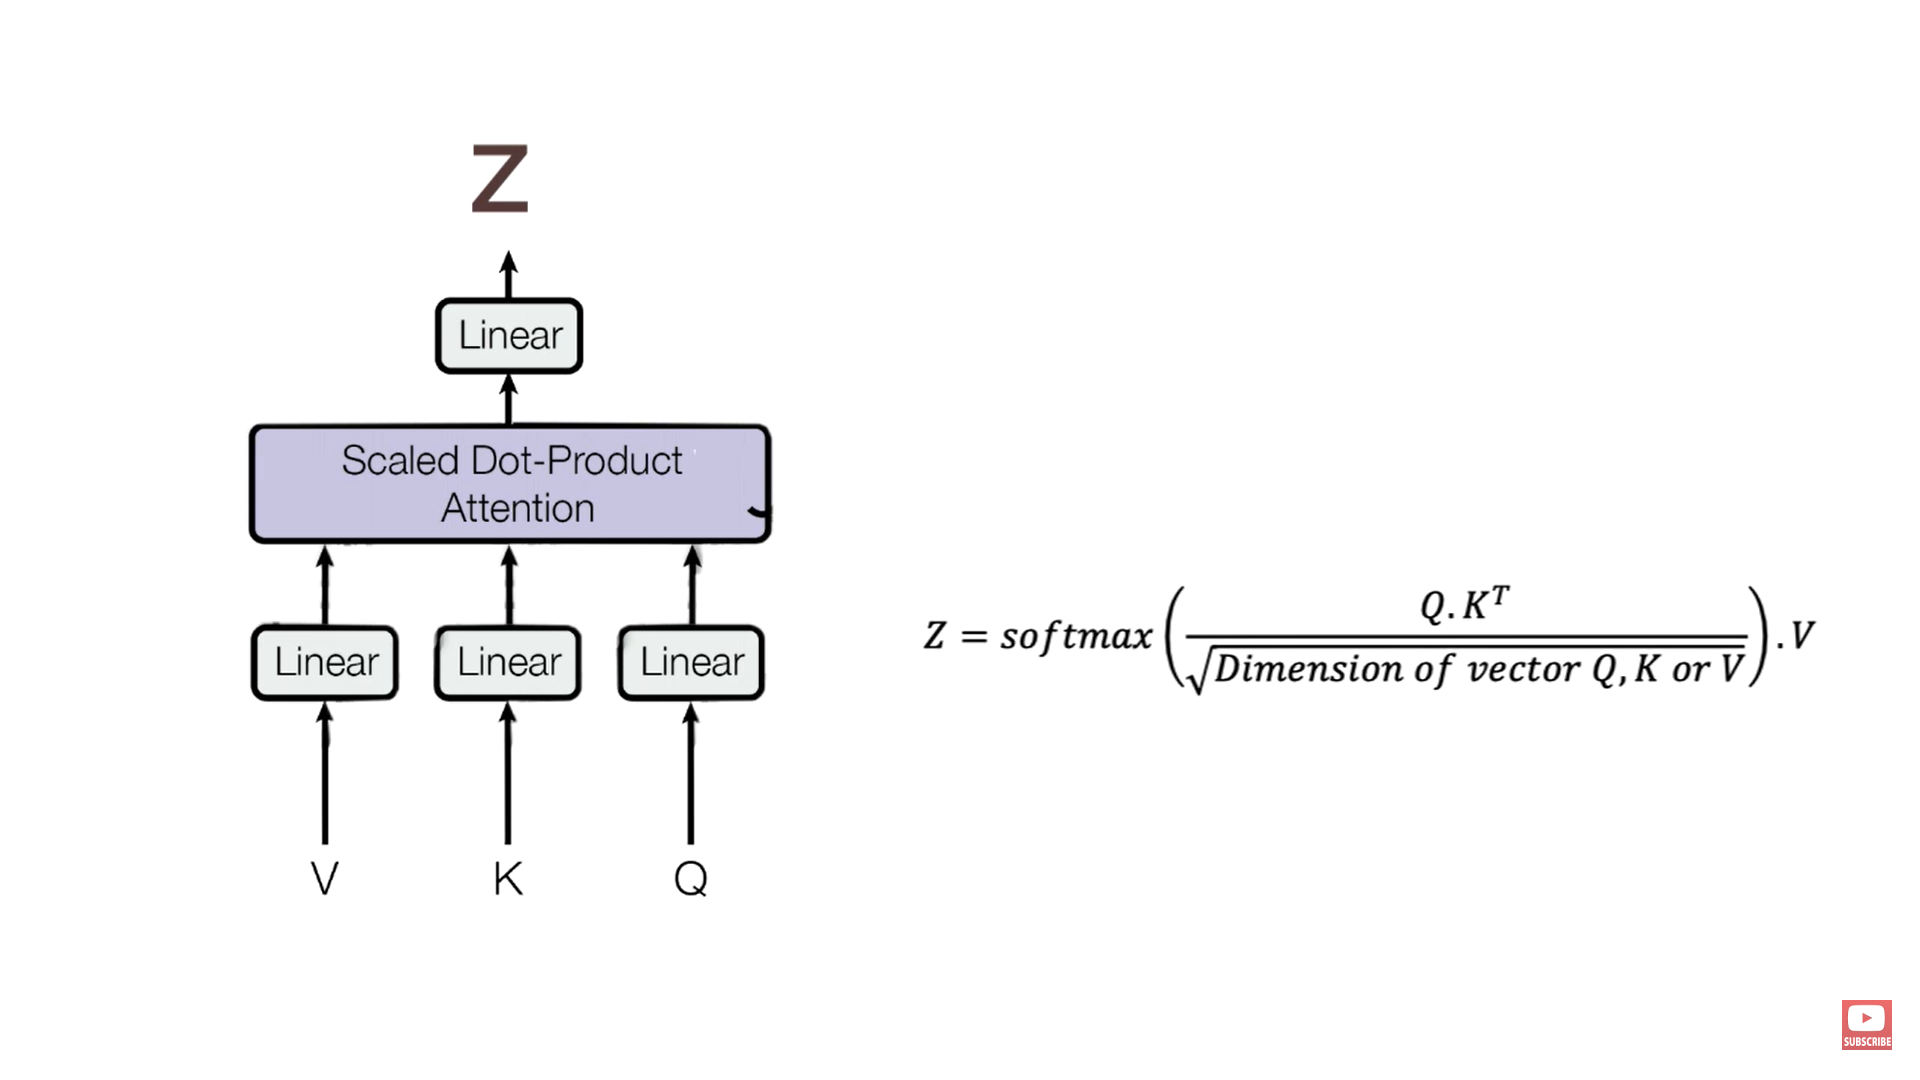 Z
Linear
Scaled Dot-Product
Attention
Linear Linear Linear
V K Q
Z = softmax(Q.K^T / √Dimension of vector Q, K or V) . V
SUBSCRIBE